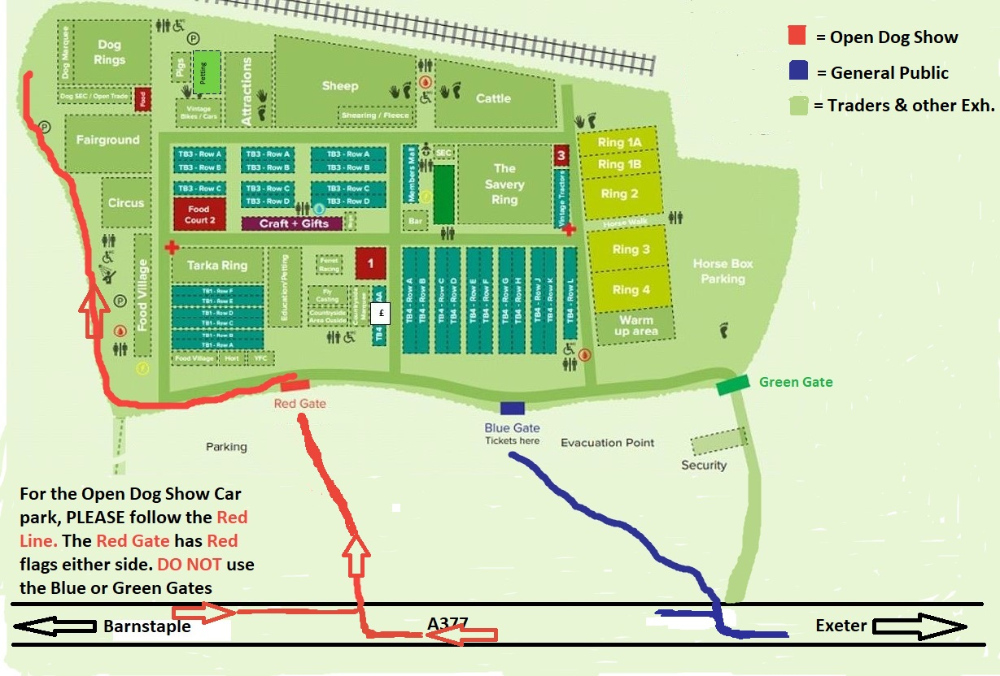 = Open Dog Show
= General Public
= Traders & other Exh.
Dog Marquee
Dog
Rings
Dog SEC / Open Trade
Food
P
WC
Pigs
Petting
Vintage
Bikes / Cars
Attractions
Sheep
Shearing / Fleece
Cattle
P
Fairground
Circus
TB3 - Row A
TB3 - Row B
TB3 - Row C
Food
Court 2
TB3 - Row A
TB3 - Row B
TB3 - Row C
TB3 - Row D
TB3 - Row A
TB3 - Row B
TB3 - Row C
TB3 - Row D
Craft + Gifts
Members Mall
SEC
Bar
The
Savery
Ring
3
Vintage Tractors
Ring 1A
Ring 1B
Ring 2
Horse Walk
Ring 3
Ring 4
Warm
up area
Horse Box
Parking
Food Village
P
Tarka Ring
TB1 - Row F
TB1 - Row E
TB1 - Row D
TB1 - Row C
TB1 - Row B
TB1 - Row A
Food Village
Hort
YFC
Education/Petting
Ferret
Racing
1
Fly
Casting
Countryside
Area Ouside
Countryside
Marquee
TB4
AA
£
TB4 - Row A
TB4 - Row B
TB4 - Row C
TB4 - Row D
TB4 - Row E
TB4 - Row F
TB4 - Row G
TB4 - Row H
TB4 - Row J
TB4 - Row K
TB4 - Row L
WC
Red Gate
Blue Gate
Tickets here
Green Gate
Parking
Evacuation Point
Security
For the Open Dog Show Car
park, PLEASE follow the Red
Line. The Red Gate has Red
flags either side. DO NOT use
the Blue or Green Gates
Barnstaple
A377
Exeter